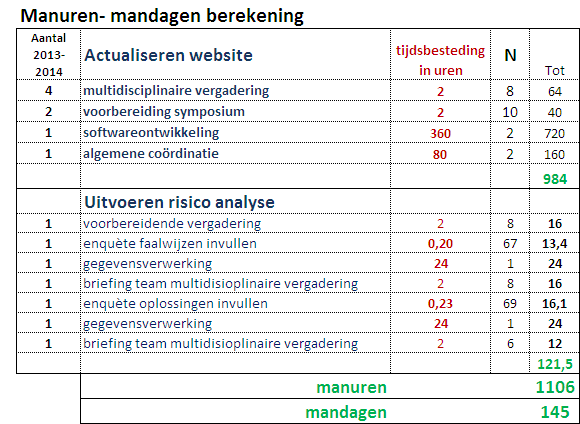 Manuren- mandagen berekening
Aantal 2013-2014 Actualiseren website tijdsbesteding in uren N Tot
4 multidisciplinaire vergadering 2 8 64
2 voorbereiding symposium 2 10 40
1 softwareontwikkeling 360 2 720
1 algemene coördinatie 80 2 160
984
Uitvoeren risico analyse
1 voorbereidende vergadering 2 8 16
1 enquète faalwijzen invullen 0,20 67 13,4
1 gegevensverwerking 24 1 24
1 briefing team multidisioplinaire vergadering 2 8 16
1 enquète oplossingen invullen 0,23 69 16,1
1 gegevensverwerking 24 1 24
1 briefing team multidisioplinaire vergadering 2 6 12
121,5
manuren 1106
mandagen 145